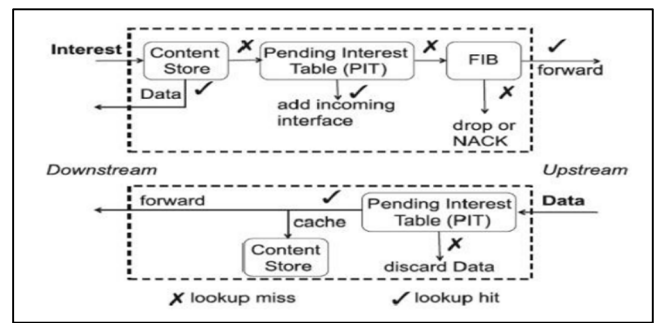 Interest
Content
Store
✗
Pending Interest
Table (PIT)
✗
FIB
✓
forward
Data
✓
✓
add incoming
interface
✗
drop or
NACK
Downstream
Upstream
forward
✓
cache
Pending Interest
Table (PIT)
Data
Content
Store
✗
discard Data
✗ lookup miss
✓ lookup hit